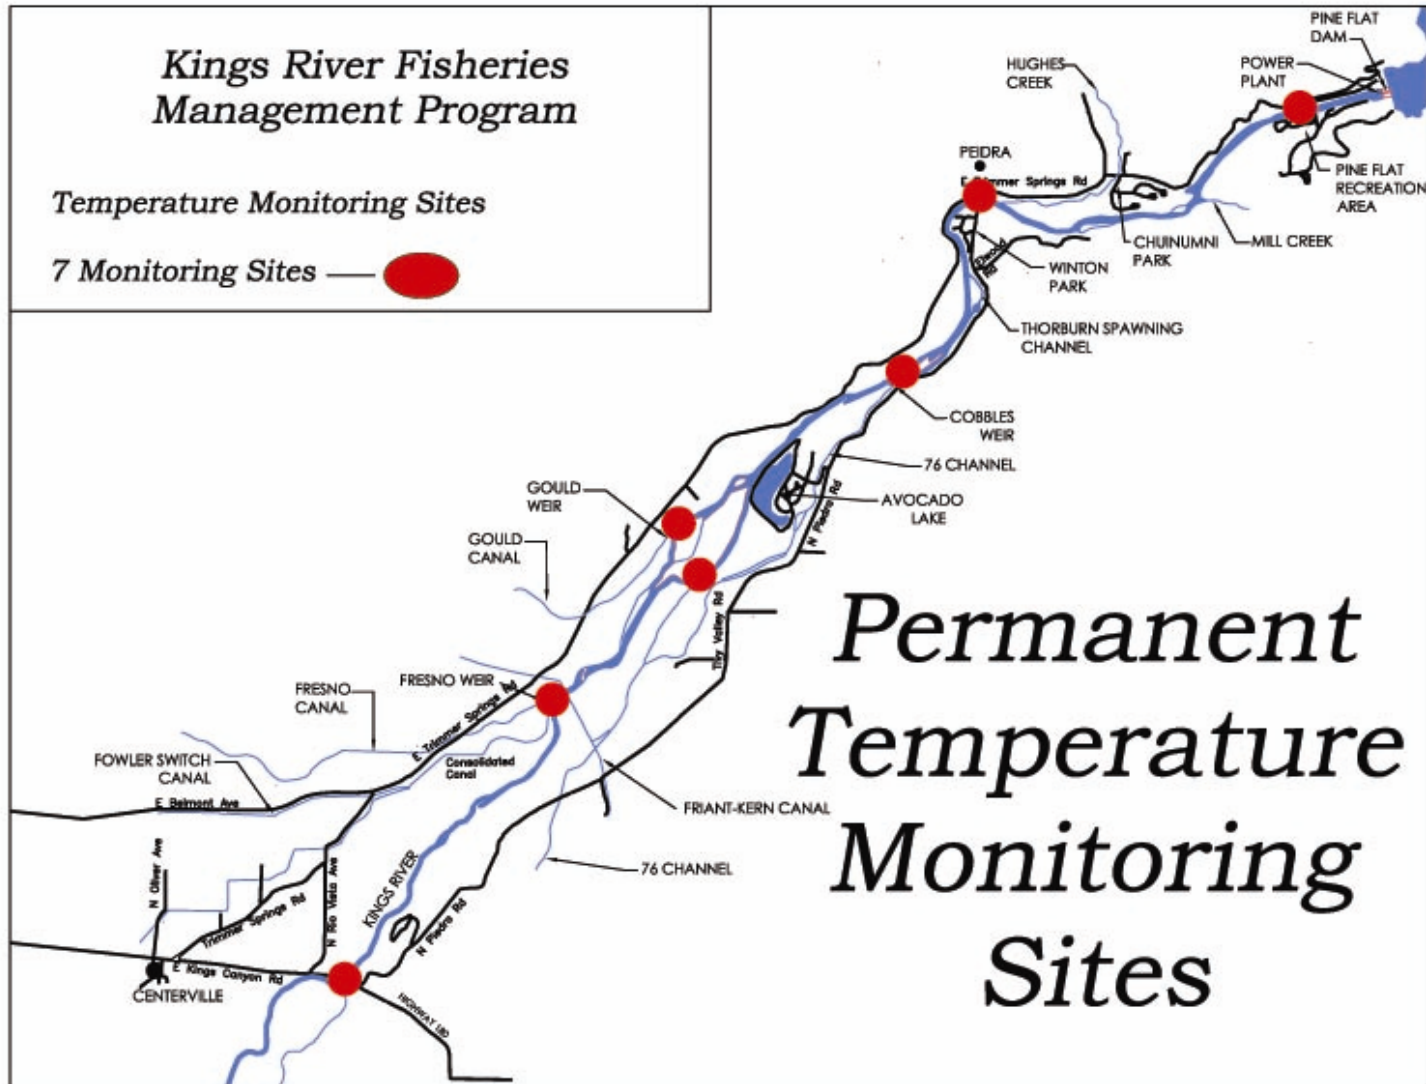 Kings River Fisheries
Management Program
Temperature Monitoring Sites
7 Monitoring Sites
PINE FLAT
DAM
POWER
PLANT
HUGHES
CREEK
PEIDRA
E Trimmer Springs Rd
PINE FLAT
RECREATION
AREA
CHUINUMNI
PARK
MILL CREEK
Elwood
Rd
WINTON
PARK
THORBURN SPAWNING
CHANNEL
COBBLES
WEIR
76 CHANNEL
AVOCADO
LAKE
N Piedra Rd
GOULD
WEIR
GOULD
CANAL
Tivy Valley Rd
FRESNO WEIR
FRESNO
CANAL
E Trimmer Springs Rd
Consolidated
Canal
FOWLER SWITCH
CANAL
E Belmont Ave
FRIANT-KERN CANAL
76 CHANNEL
KINGS RIVER
N Oliver Ave
Trimmer Springs Rd
N Rio Vista Ave
N Piedra Rd
E Kings Canyon Rd
CENTERVILLE
HIGHWAY 180
Permanent
Temperature
Monitoring
Sites